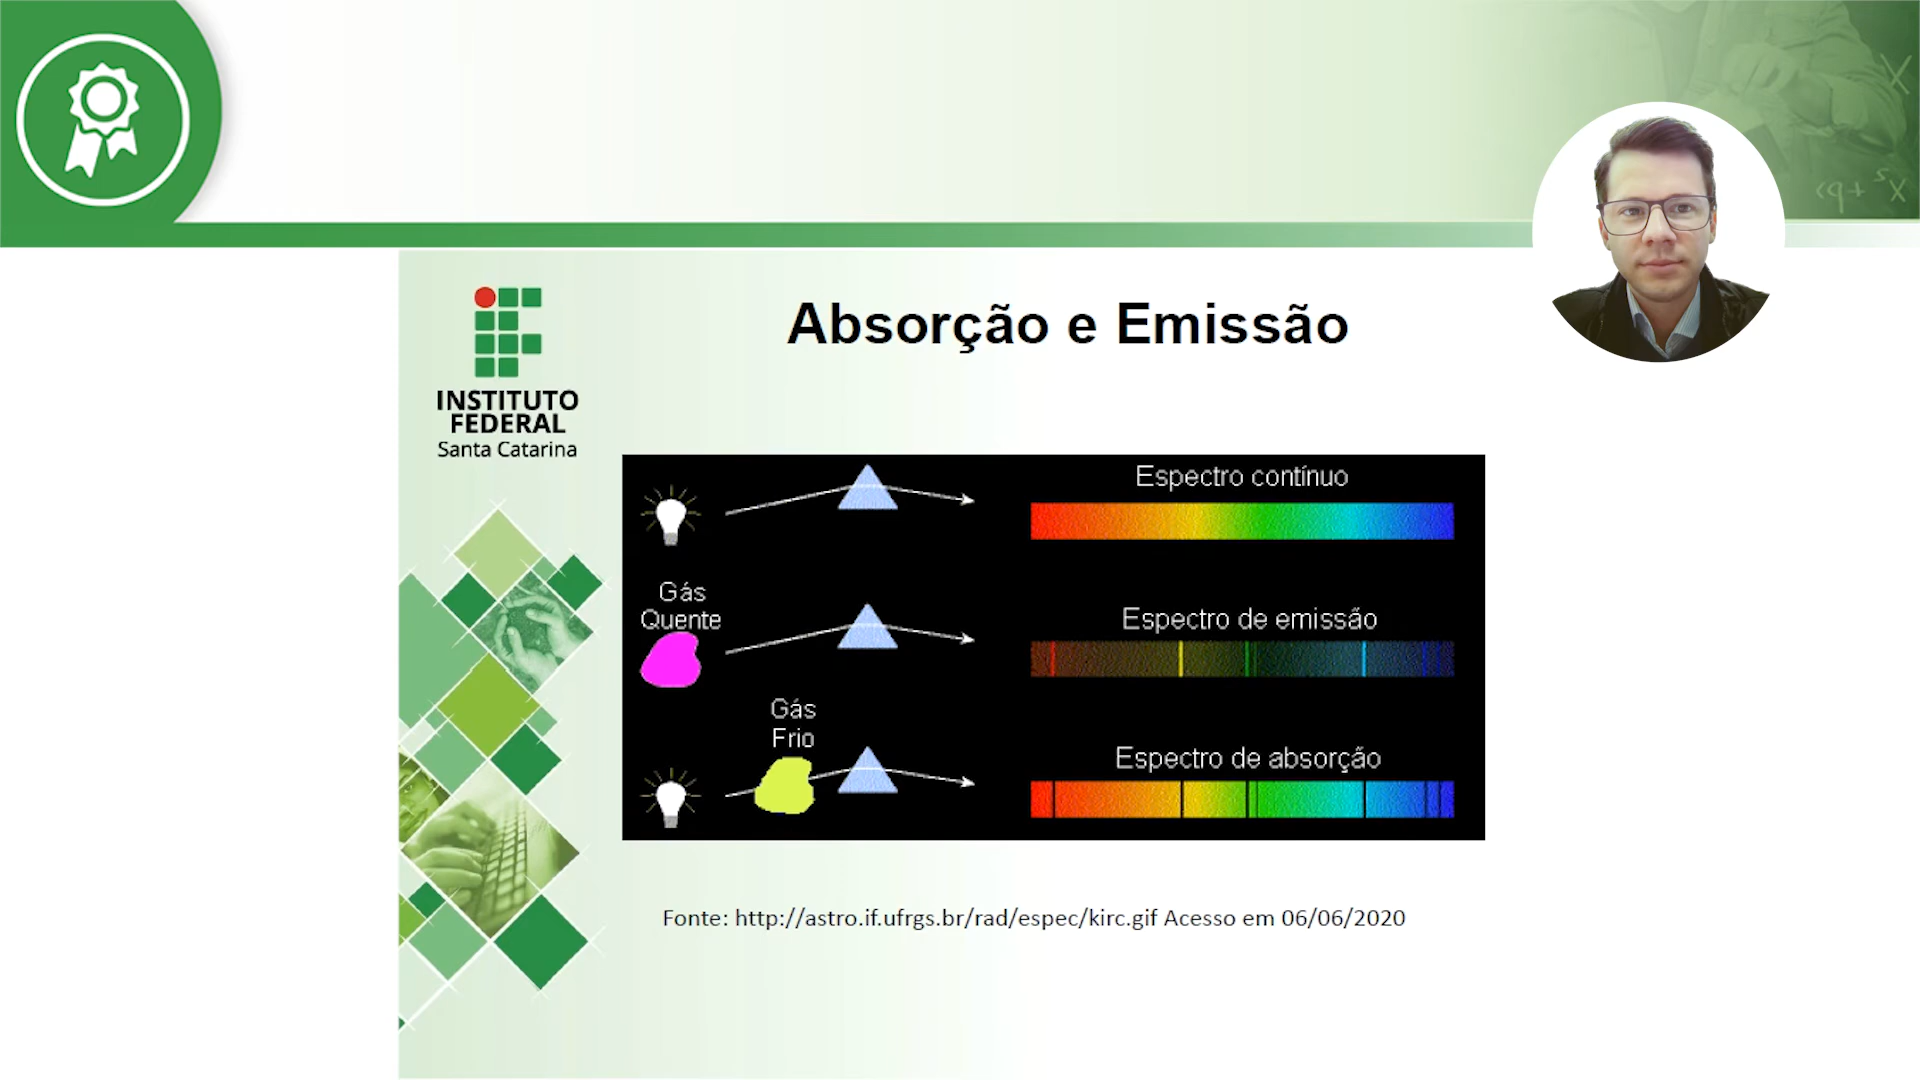 Absorção e Emissão
INSTITUTO
FEDERAL
Santa Catarina
Espectro contínuo
Gás
Quente
Espectro de emissão
Gás
Frio
Espectro de absorção
Fonte: http://astro.if.ufrgs.br/rad/espec/kirc.gif Acesso em 06/06/2020